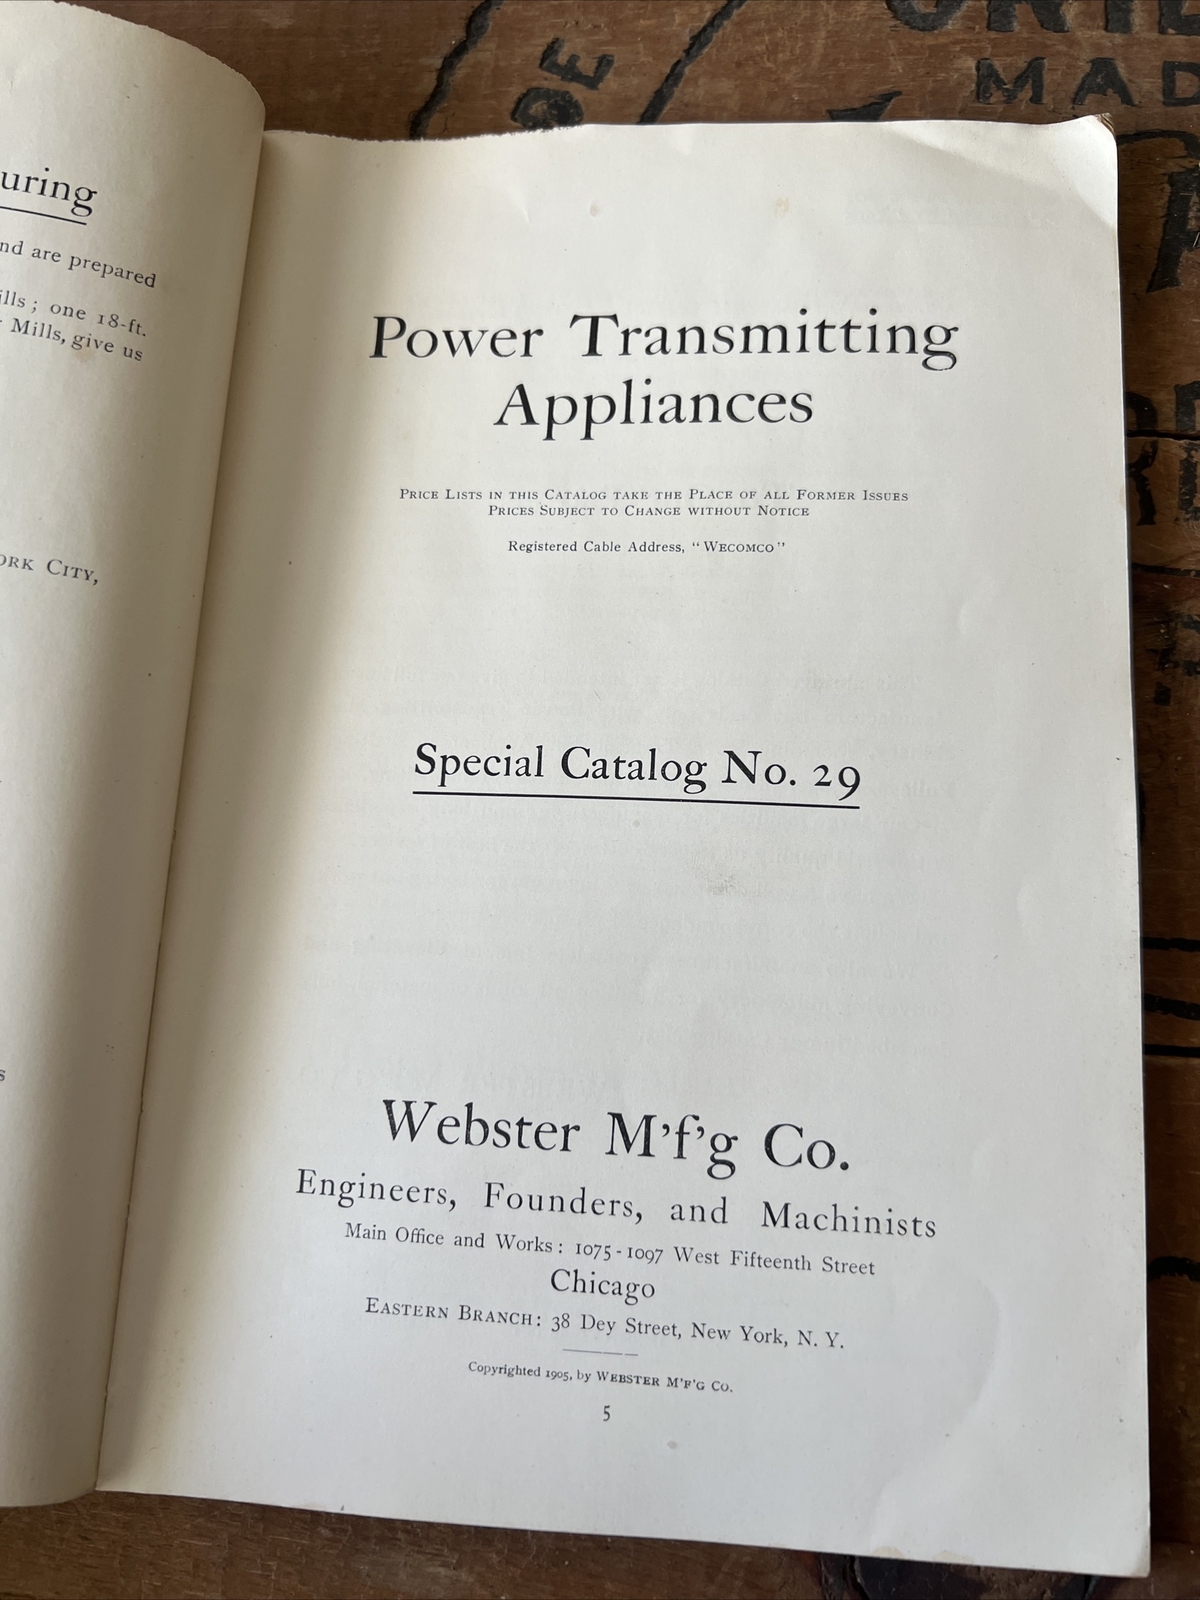 uring
nd are prepared
ills ; one 18-ft.
Mills, give us
ORK CITY,
s
Power Transmitting
Appliances
PRICE LISTS IN THIS CATALOG TAKE THE PLACE OF ALL FORMER ISSUES
PRICES SUBJECT TO CHANGE WITHOUT NOTICE
Registered Cable Address, "WECOMCO"
Special Catalog No. 29
Webster M'f'g Co.
Engineers, Founders, and Machinists
Main Office and Works: 1075-1097 West Fifteenth Street
Chicago
EASTERN BRANCH: 38 Dey Street, New York, N. Y.
Copyrighted 1905, by WEBSTER M'F'G CO.
5
MAD